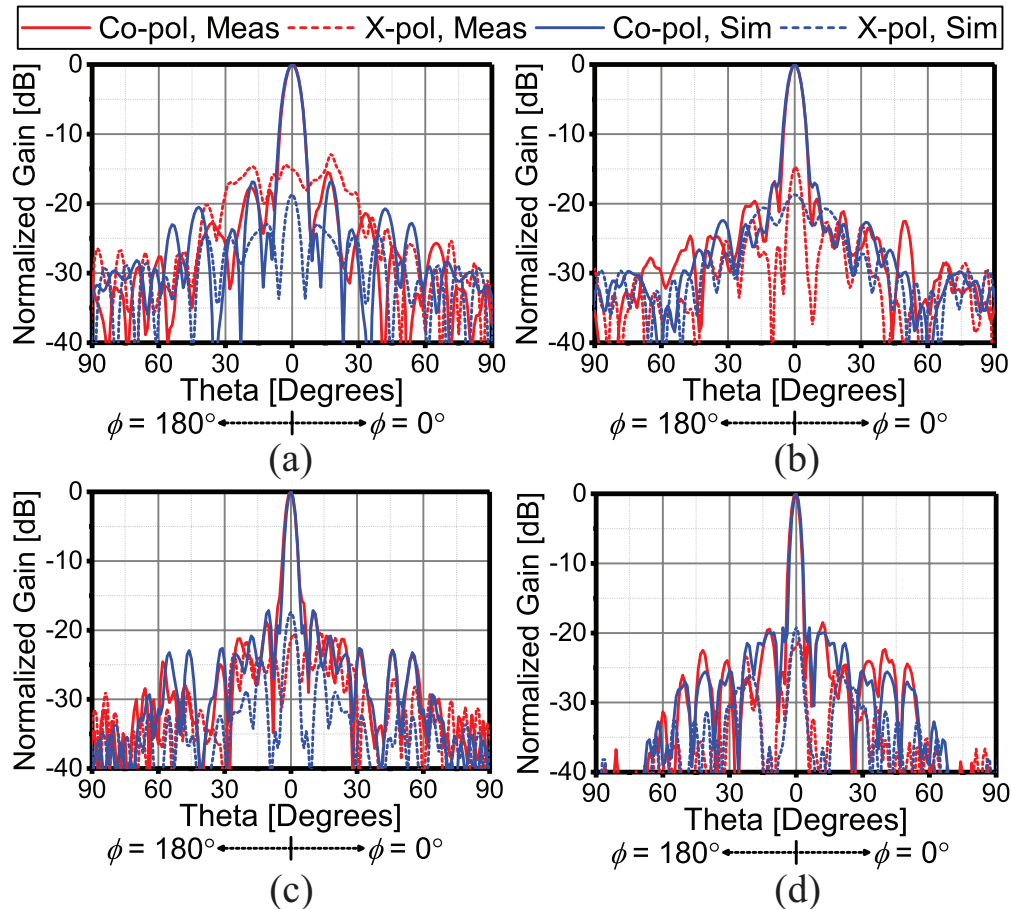 Co-pol, Meas X-pol, Meas Co-pol, Sim X-pol, Sim
Normalized Gain [dB]
0
-10
-20
-30
-40
90 60 30 0 30 60 90
Theta [Degrees]
ϕ = 180° ϕ = 0°
(a)
Normalized Gain [dB]
0
-10
-20
-30
-40
90 60 30 0 30 60 90
Theta [Degrees]
ϕ = 180° ϕ = 0°
(b)
Normalized Gain [dB]
0
-10
-20
-30
-40
90 60 30 0 30 60 90
Theta [Degrees]
ϕ = 180° ϕ = 0°
(c)
Normalized Gain [dB]
0
-10
-20
-30
-40
90 60 30 0 30 60 90
Theta [Degrees]
ϕ = 180° ϕ = 0°
(d)